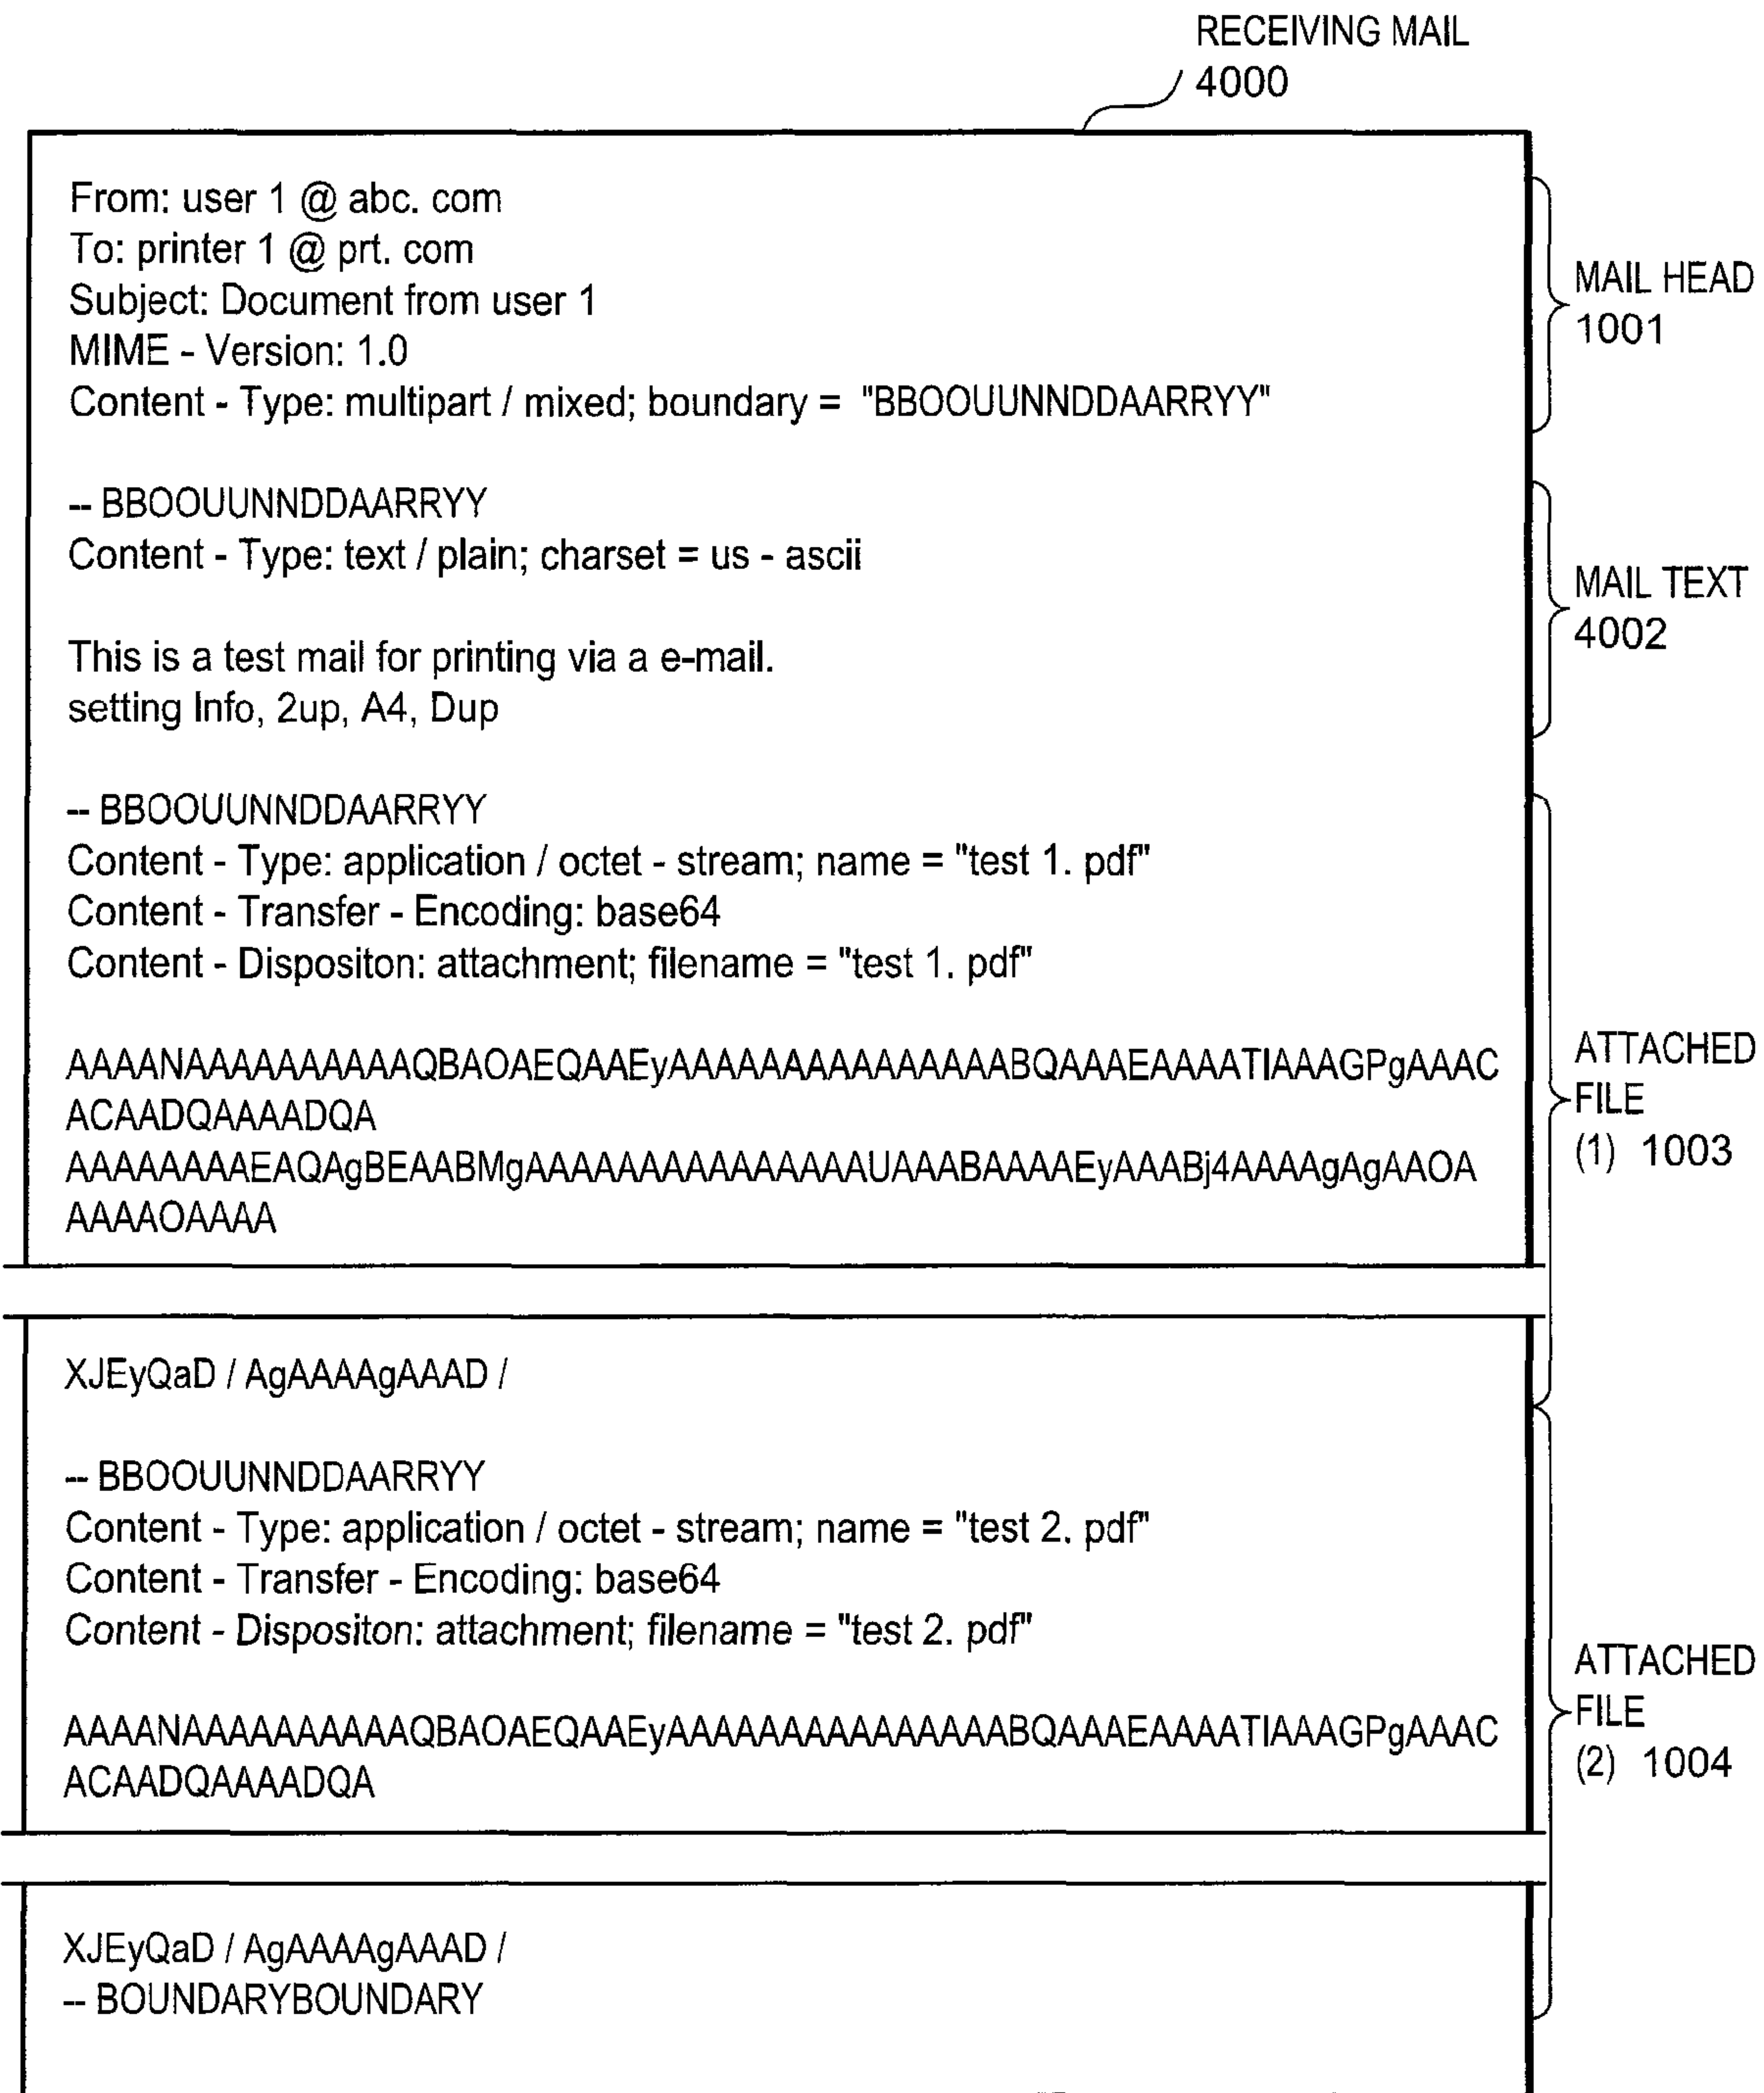 RECEIVING MAIL
4000
From: user 1 @ abc. com
To: printer 1 @ prt. com
Subject: Document from user 1
MIME - Version: 1.0
Content - Type: multipart / mixed; boundary = "BBOOUUNNDDAARRYY"
MAIL HEAD
1001
-- BBOOUUNNDDAARRYY
Content - Type: text / plain; charset = us - ascii
This is a test mail for printing via a e-mail.
setting Info, 2up, A4, Dup
MAIL TEXT
4002
-- BBOOUUNNDDAARRYY
Content - Type: application / octet - stream; name = "test 1. pdf"
Content - Transfer - Encoding: base64
Content - Dispositon: attachment; filename = "test 1. pdf"
AAAANAAAAAAAAAAQBAOAEQAAEyAAAAAAAAAAAAAAABQAAAEAAAATIAAAGPgAAAC
ACAADQAAAADQA
AAAAAAAAEAQAgBEAABMgAAAAAAAAAAAAAAAUAAABAAAAEyAAABj4AAAAgAgAAOA
AAAAOAAAA
XJEyQaD / AgAAAAgAAAD /
ATTACHED
FILE
(1) 1003
-- BBOOUUNNDDAARRYY
Content - Type: application / octet - stream; name = "test 2. pdf"
Content - Transfer - Encoding: base64
Content - Dispositon: attachment; filename = "test 2. pdf"
AAAANAAAAAAAAAAQBAOAEQAAEyAAAAAAAAAAAAAAABQAAAEAAAATIAAAGPgAAAC
ACAADQAAAADQA
XJEyQaD / AgAAAAgAAAD /
-- BOUNDARYBOUNDARY
ATTACHED
FILE
(2) 1004